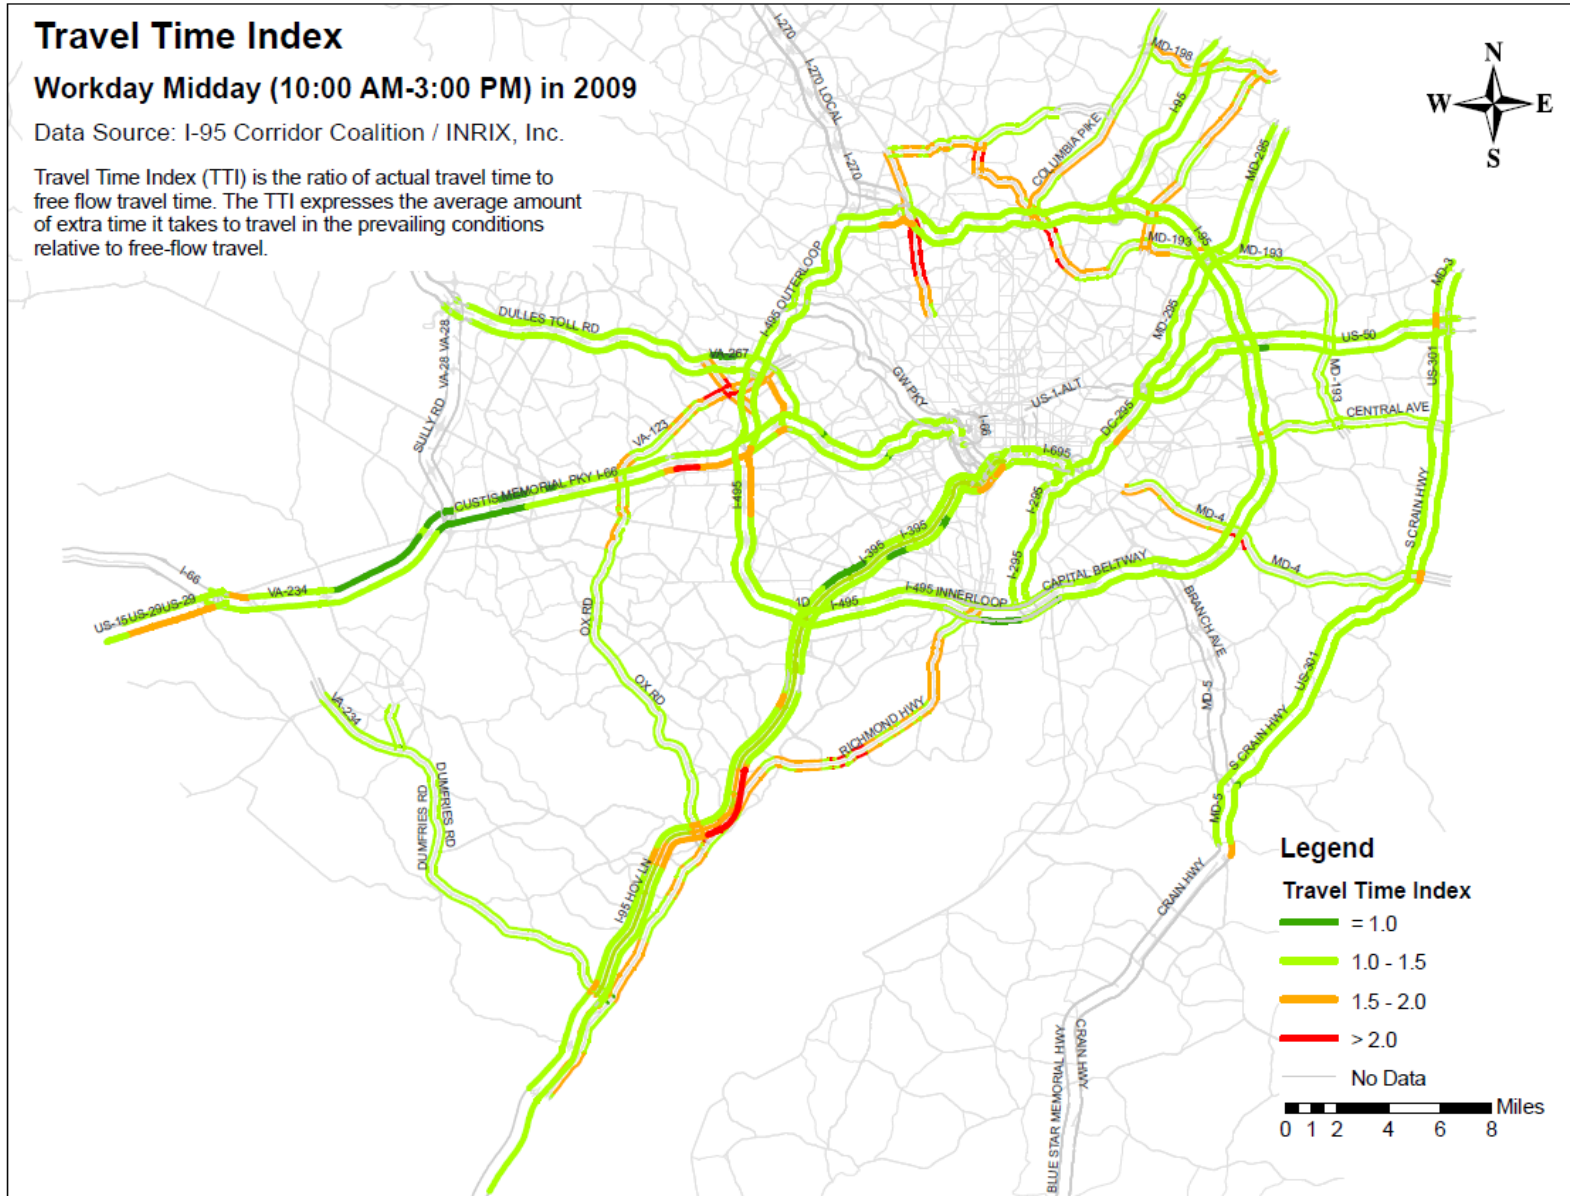 Travel Time Index
Workday Midday (10:00 AM-3:00 PM) in 2009
Data Source: I-95 Corridor Coalition / INRIX, Inc.
Travel Time Index (TTI) is the ratio of actual travel time to
free flow travel time. The TTI expresses the average amount
of extra time it takes to travel in the prevailing conditions
relative to free-flow travel.
N
W E
S
I-270
I-270 LOCAL
I-270
MD-198
I-95
COLUMBIA PIKE
MD-295
I-95
MD-193
MD-193
MD-3
I-495 OUTERLOOP
DULLES TOLL RD
VA-28
VA-28
VA-267
MD-295
US-50
US-301
MD-193
GW PKY
US-1-ALT
CENTRAL AVE
SULLY RD
VA-123
I-66
DC-295
I-695
CUSTIS MEMORIAL PKY
I-66
I-495
I-295
MD-4
S CRAIN HWY
I-395
I-395
I-295
CAPITAL BELTWAY
MD-4
I-66
VA-234
US-15
US-29
US-29
1D
I-495
I-495 INNERLOOP
BRANCH AVE
OX RD
OX RD
MD-5
US-301
VA-234
RICHMOND HWY
S CRAIN HWY
DUMFRIES RD
DUMFRIES RD
MD-5
I-95 HOV LN
CRAIN HWY
BLUE STAR MEMORIAL HWY
CRAIN HWY
Legend
Travel Time Index
= 1.0
1.0 - 1.5
1.5 - 2.0
> 2.0
No Data
Miles
0 1 2 4 6 8